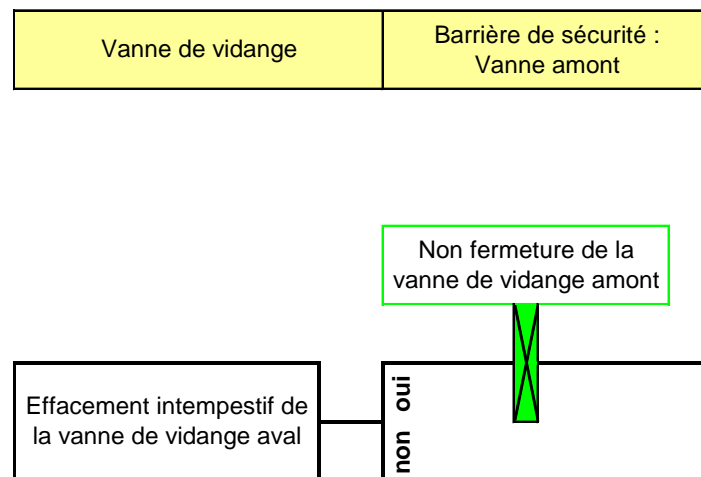 Vanne de vidange
Barrière de sécurité :
Vanne amont
Non fermeture de la
vanne de vidange amont
Effacement intempestif de
la vanne de vidange aval
oui
non